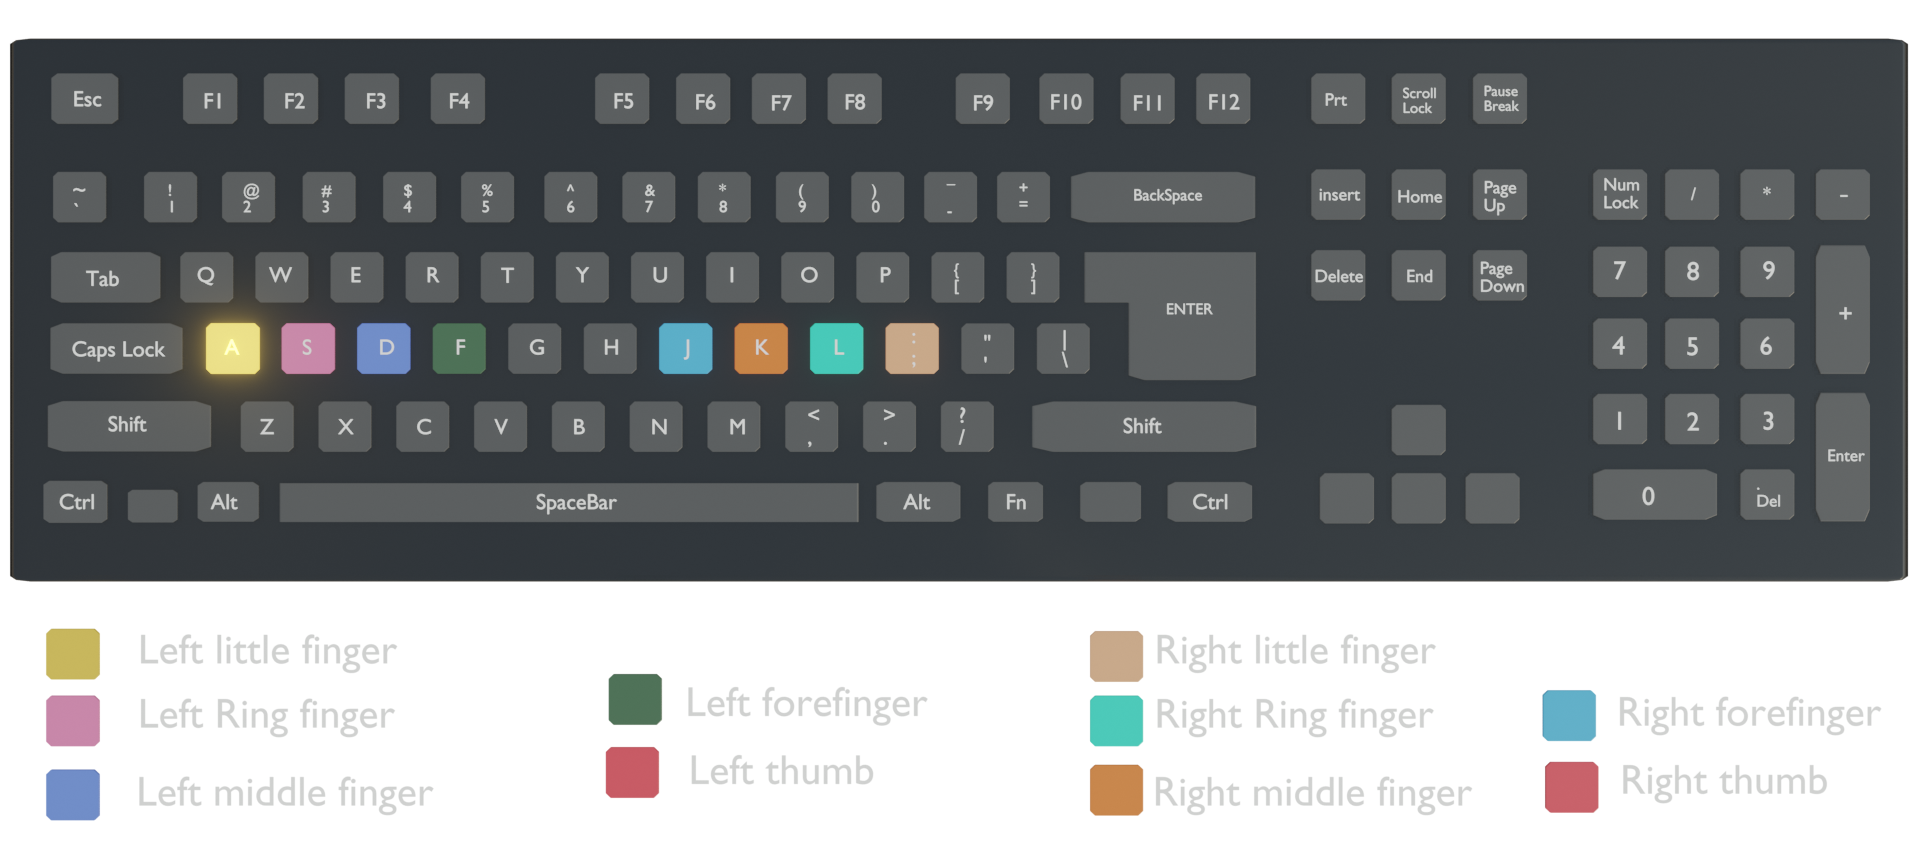 Esc F1 F2 F3 F4 F5 F6 F7 F8 F9 F10 F11 F12 Prt Scroll Lock Pause Break
~ ` ! 1 @ 2 # 3 $ 4 % 5 ^ 6 & 7 * 8 ( 9 ) 0 _ - + = BackSpace insert Home Page Up Num Lock / * -
Tab Q W E R T Y U I O P { [ } ] ENTER Delete End Page Down 7 8 9 +
Caps Lock A S D F G H J K L : ; " ' | \ 4 5 6
Shift Z X C V B N M < , > . ? / Shift 1 2 3 Enter
Ctrl Alt SpaceBar Alt Fn Ctrl 0 . Del
Left little finger
Left Ring finger
Left middle finger
Left forefinger
Left thumb
Right little finger
Right Ring finger
Right middle finger
Right forefinger
Right thumb